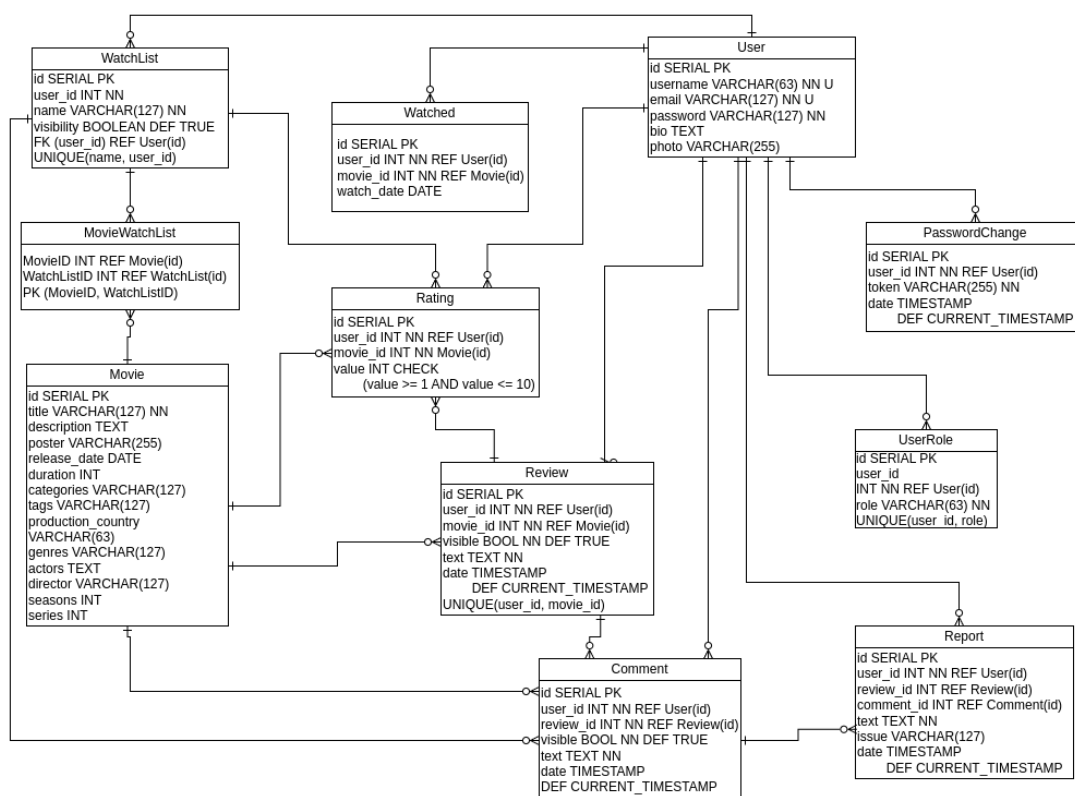 WatchList
id SERIAL PK
user_id INT NN
name VARCHAR(127) NN
visibility BOOLEAN DEF TRUE
FK (user_id) REF User(id)
UNIQUE(name, user_id)
Watched
id SERIAL PK
user_id INT NN REF User(id)
movie_id INT NN REF Movie(id)
watch_date DATE
User
id SERIAL PK
username VARCHAR(63) NN U
email VARCHAR(127) NN U
password VARCHAR(127) NN
bio TEXT
photo VARCHAR(255)
MovieWatchList
MovieID INT REF Movie(id)
WatchListID INT REF WatchList(id)
PK (MovieID, WatchListID)
PasswordChange
id SERIAL PK
user_id INT NN REF User(id)
token VARCHAR(255) NN
date TIMESTAMP
DEF CURRENT_TIMESTAMP
Rating
id SERIAL PK
user_id INT NN REF User(id)
movie_id INT NN Movie(id)
value INT CHECK
(value >= 1 AND value <= 10)
Movie
id SERIAL PK
title VARCHAR(127) NN
description TEXT
poster VARCHAR(255)
release_date DATE
duration INT
categories VARCHAR(127)
tags VARCHAR(127)
production_country
VARCHAR(63)
genres VARCHAR(127)
actors TEXT
director VARCHAR(127)
seasons INT
series INT
UserRole
id SERIAL PK
user_id
INT NN REF User(id)
role VARCHAR(63) NN
UNIQUE(user_id, role)
Review
id SERIAL PK
user_id INT NN REF User(id)
movie_id INT NN REF Movie(id)
visible BOOL NN DEF TRUE
text TEXT NN
date TIMESTAMP
DEF CURRENT_TIMESTAMP
UNIQUE(user_id, movie_id)
Comment
id SERIAL PK
user_id INT NN REF User(id)
review_id INT NN REF Review(id)
visible BOOL NN DEF TRUE
text TEXT NN
date TIMESTAMP
DEF CURRENT_TIMESTAMP
Report
id SERIAL PK
user_id INT NN REF User(id)
review_id INT REF Review(id)
comment_id INT REF Comment(id)
text TEXT NN
issue VARCHAR(127)
date TIMESTAMP
DEF CURRENT_TIMESTAMP